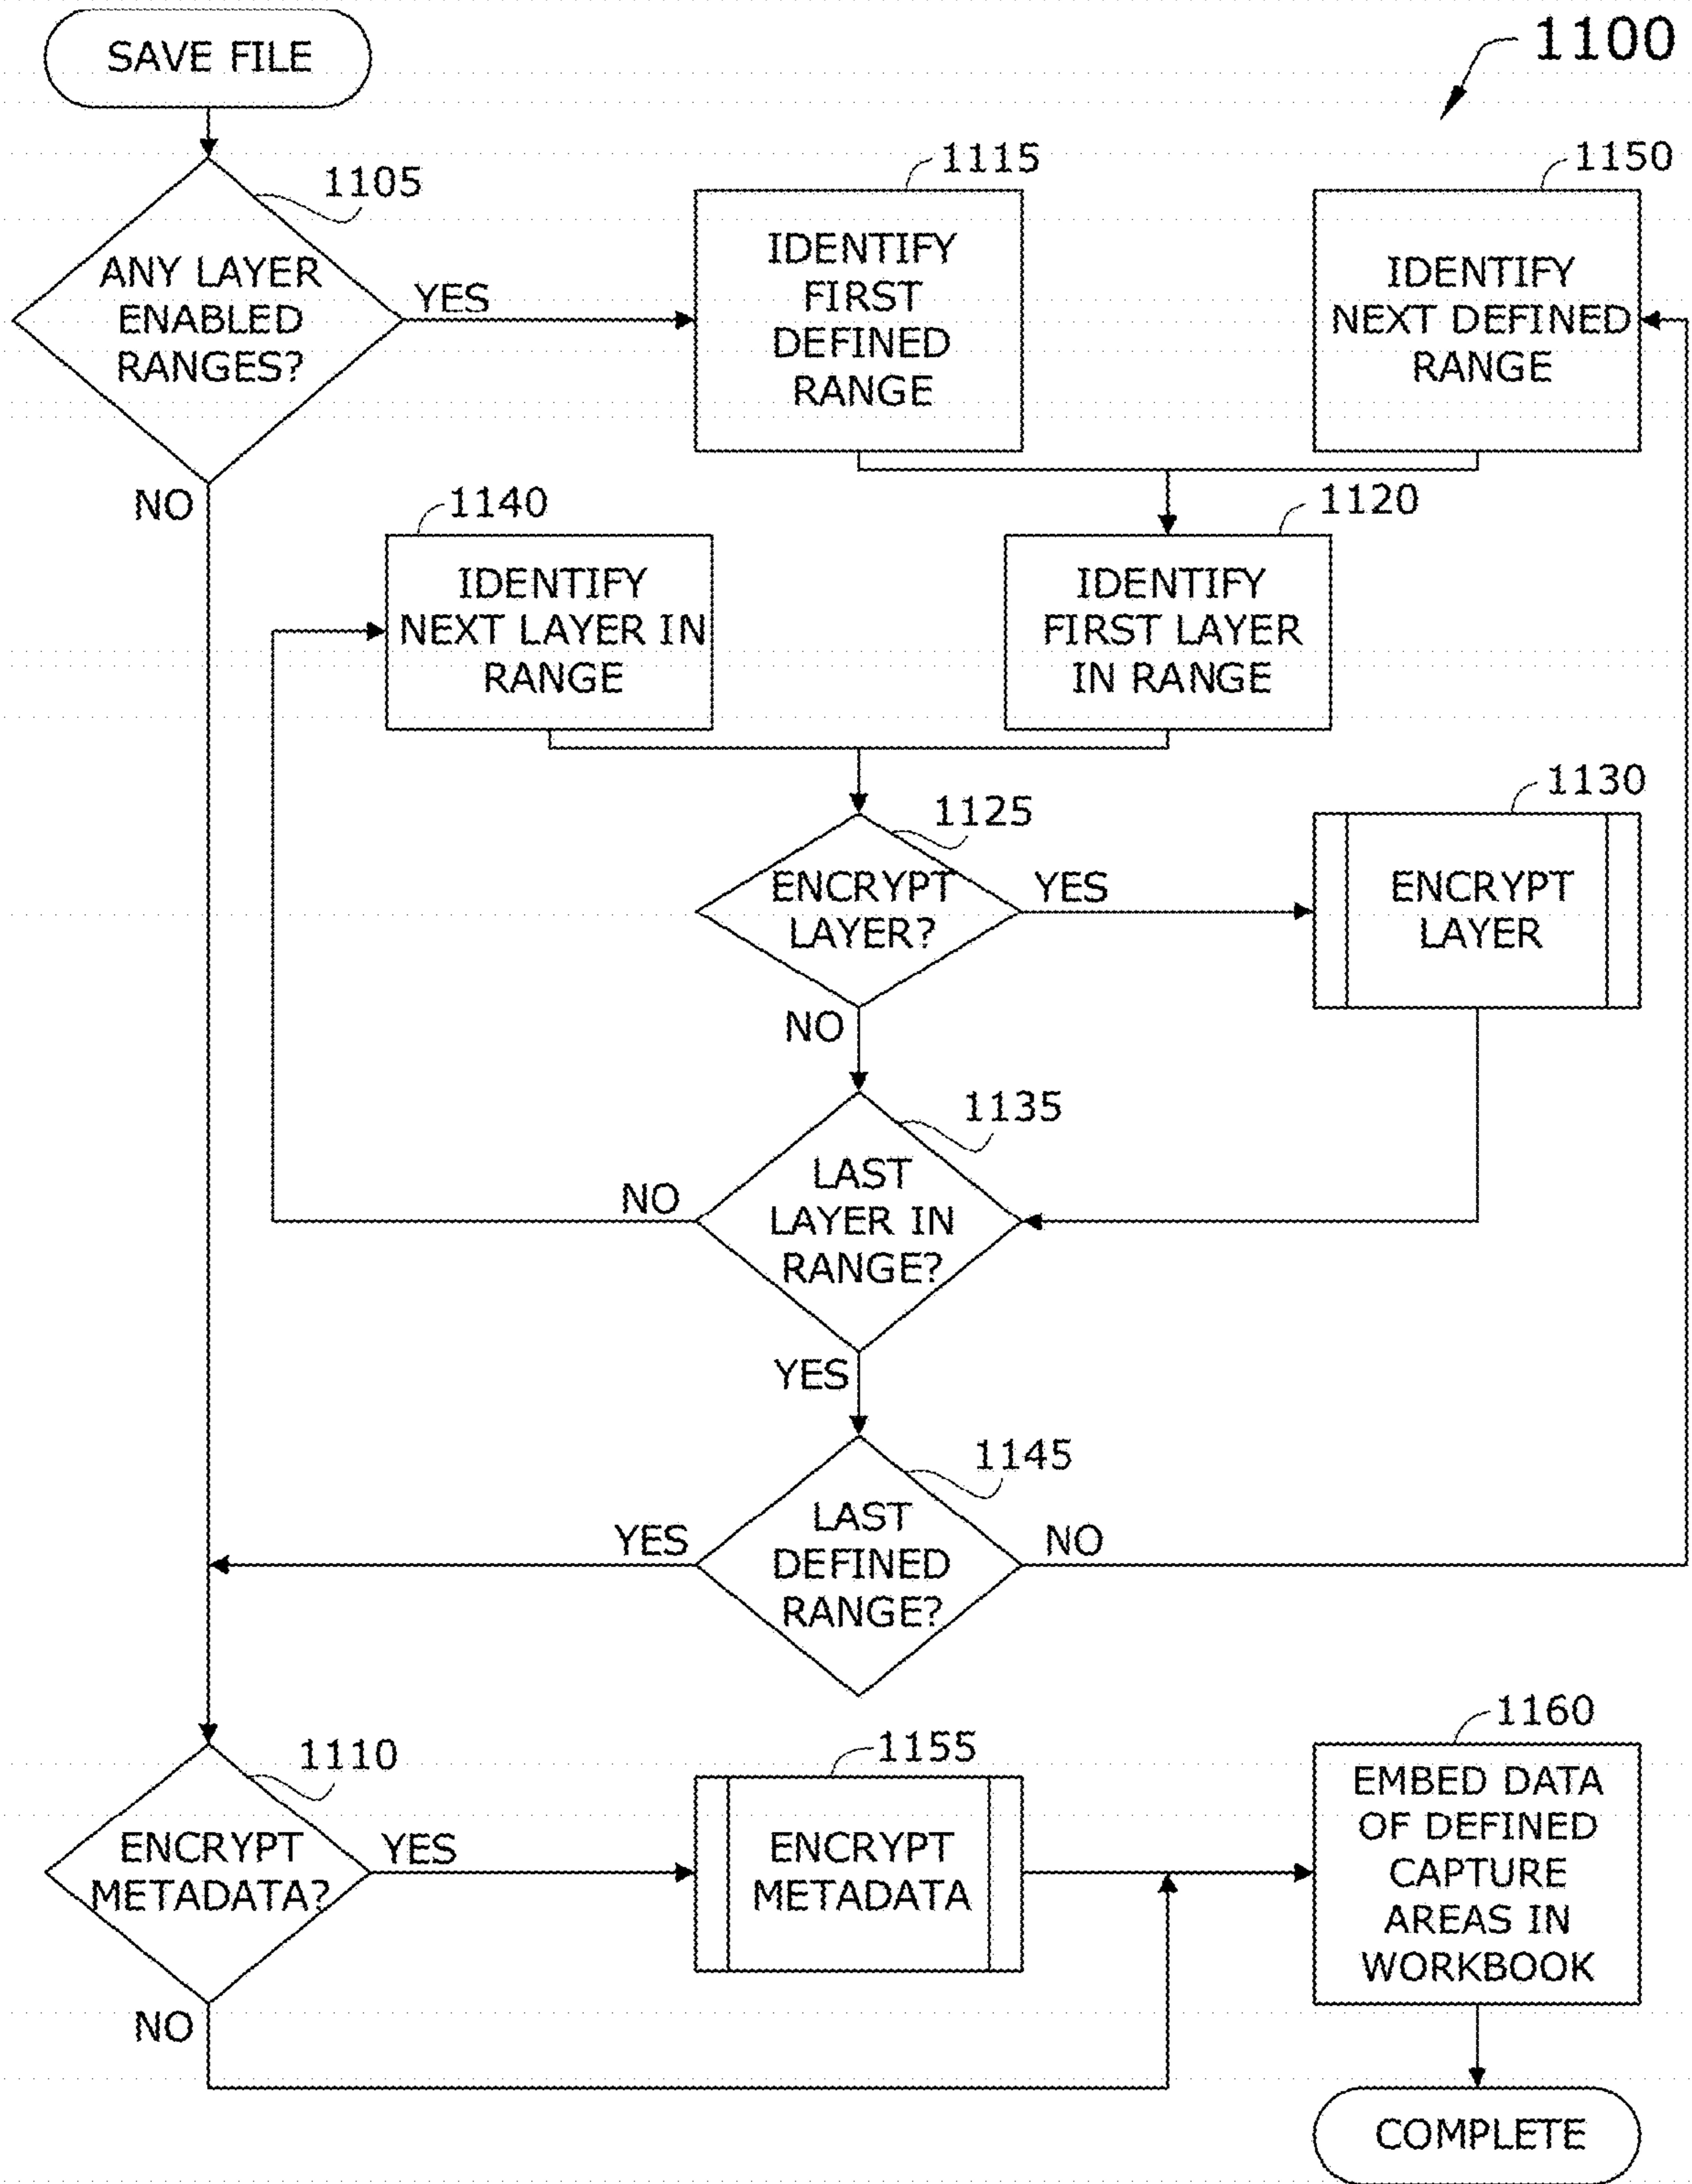 SAVE FILE
1100
1105
ANY LAYER
ENABLED
RANGES?
YES
NO
1115
IDENTIFY
FIRST
DEFINED
RANGE
1150
IDENTIFY
NEXT DEFINED
RANGE
1140
IDENTIFY
NEXT LAYER IN
RANGE
1120
IDENTIFY
FIRST LAYER
IN RANGE
1125
ENCRYPT
LAYER?
YES
NO
1130
ENCRYPT
LAYER
1135
LAST
LAYER IN
RANGE?
NO
YES
1145
LAST
DEFINED
RANGE?
YES
NO
1110
ENCRYPT
METADATA?
YES
NO
1155
ENCRYPT
METADATA
1160
EMBED DATA
OF DEFINED
CAPTURE
AREAS IN
WORKBOOK
COMPLETE